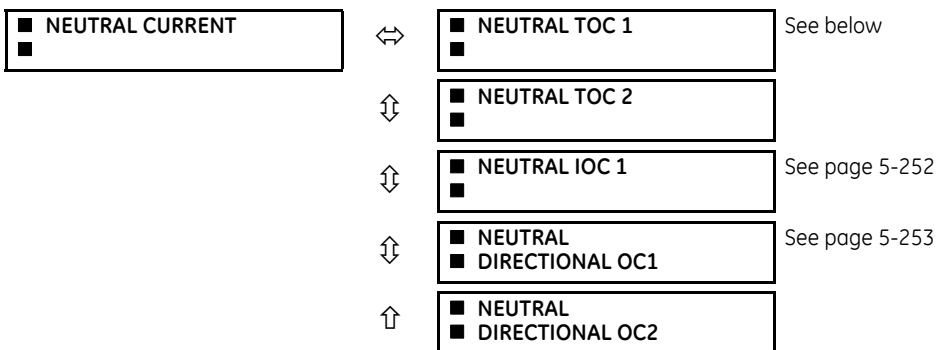 ■ NEUTRAL CURRENT
■
■ NEUTRAL TOC 1
■
See below
■ NEUTRAL TOC 2
■
■ NEUTRAL IOC 1
■
See page 5-252
■ NEUTRAL
■ DIRECTIONAL OC1
See page 5-253
■ NEUTRAL
■ DIRECTIONAL OC2